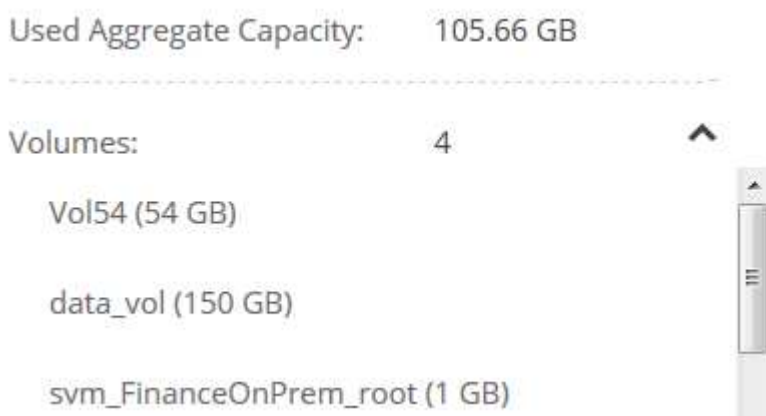 Used Aggregate Capacity: 105.66 GB
Volumes: 4
Vol54 (54 GB)
data_vol (150 GB)
svm_FinanceOnPrem_root (1 GB)